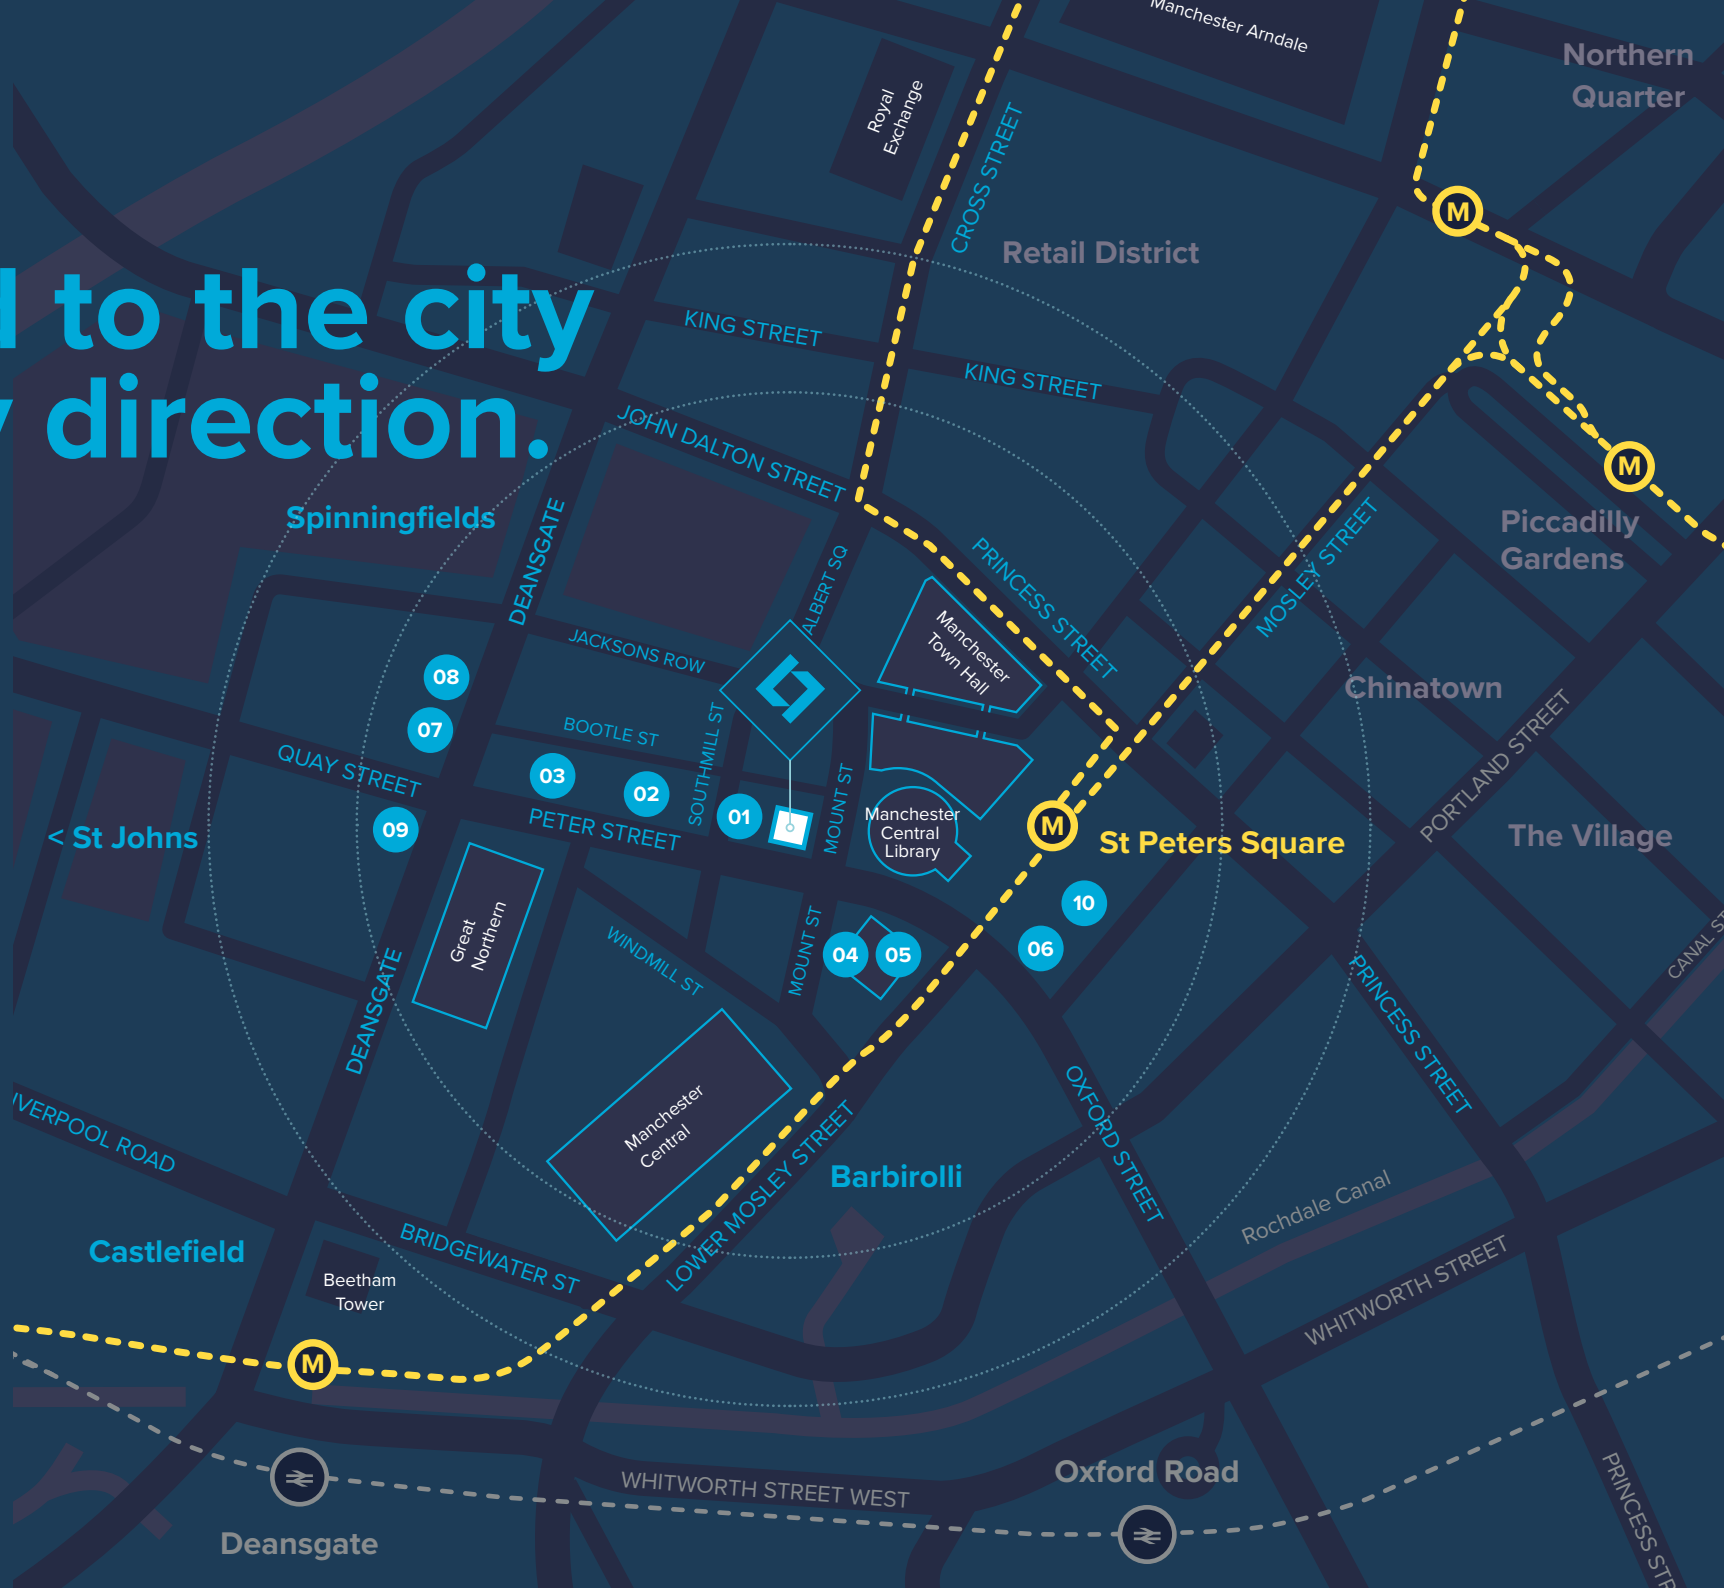 Manchester Arndale
Northern
Quarter
Royal
Exchange
CROSS STREET
M
Retail District
to the city
direction.
KING STREET
KING STREET
JOHN DALTON STREET
M
Spinningfields
DEANSGATE
ALBERT SQ
PRINCESS STREET
MOSLEY STREET
Piccadilly
Gardens
Manchester
Town Hall
JACKSONS ROW
08
07
BOOTLE ST
SOUTHMILL ST
Chinatown
PORTLAND STREET
QUAY STREET
03
02
01
MOUNT ST
Manchester
Central
Library
M
St Peters Square
The Village
09
< St Johns
PETER STREET
10
06
04
05
Great
Northern
WINDMILL ST
MOUNT ST
DEANSGATE
PRINCESS STREET
CANAL S
IVERPOOL ROAD
Manchester
Central
LOWER MOSLEY STREET
OXFORD STREET
Barbirolli
Rochdale Canal
WHITWORTH STREET
Castlefield
BRIDGEWATER ST
Beetham
Tower
M
WHITWORTH STREET WEST
Oxford Road
Deansgate
PRINCESS STR